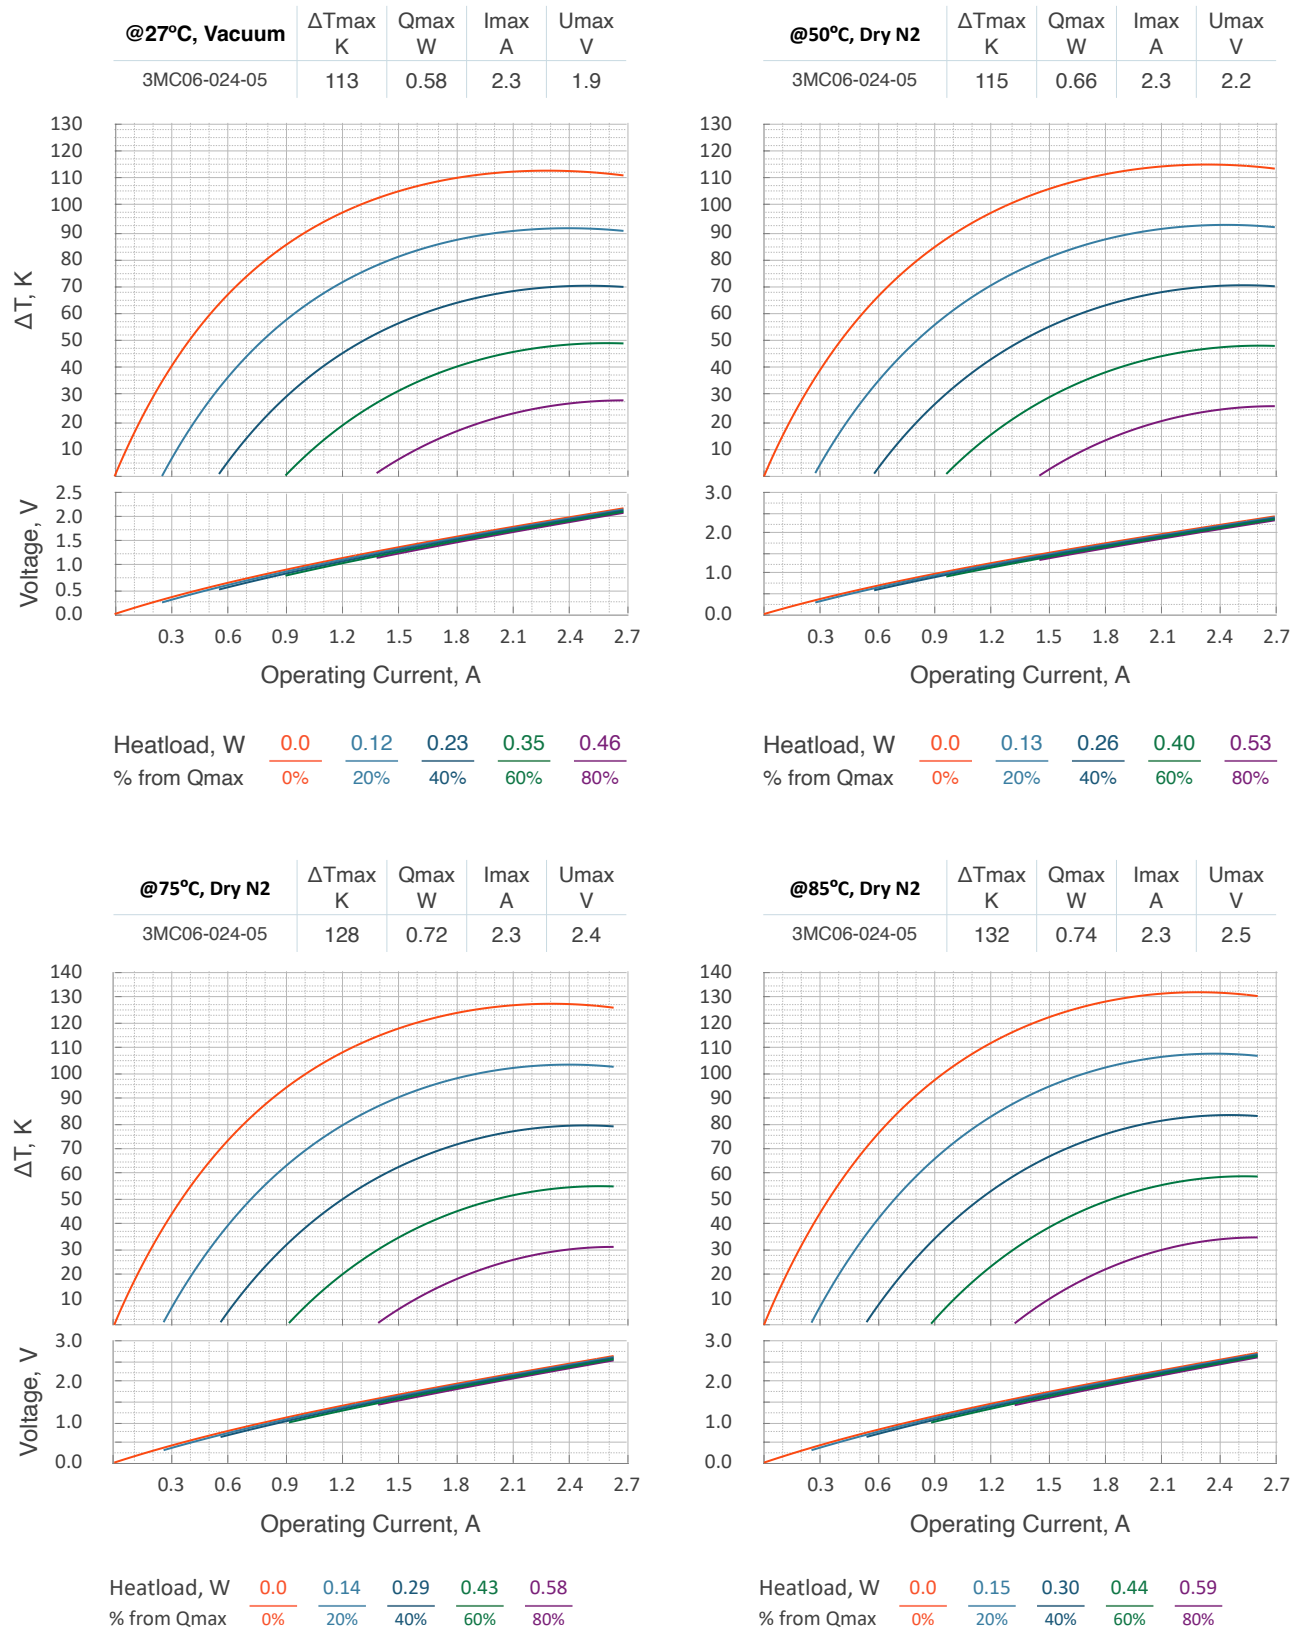 @27ºC, Vacuum
ΔTmax K
Qmax W
Imax A
Umax V
3MC06-024-05 113 0.58 2.3 1.9
130
120
110
100
90
80
70
60
50
40
30
20
10
ΔT, K
2.5
2.0
1.5
1.0
0.5
0.0
Voltage, V
0.3 0.6 0.9 1.2 1.5 1.8 2.1 2.4 2.7
Operating Current, A
Heatload, W 0.0 0.12 0.23 0.35 0.46
% from Qmax 0% 20% 40% 60% 80%
@50ºC, Dry N2
ΔTmax K
Qmax W
Imax A
Umax V
3MC06-024-05 115 0.66 2.3 2.2
130
120
110
100
90
80
70
60
50
40
30
20
10
3.0
2.0
1.0
0.0
0.3 0.6 0.9 1.2 1.5 1.8 2.1 2.4 2.7
Operating Current, A
Heatload, W 0.0 0.13 0.26 0.40 0.53
% from Qmax 0% 20% 40% 60% 80%
@75ºC, Dry N2
ΔTmax K
Qmax W
Imax A
Umax V
3MC06-024-05 128 0.72 2.3 2.4
140
130
120
110
100
90
80
70
60
50
40
30
20
10
ΔT, K
3.0
2.0
1.0
0.0
Voltage, V
0.3 0.6 0.9 1.2 1.5 1.8 2.1 2.4 2.7
Operating Current, A
Heatload, W 0.0 0.14 0.29 0.43 0.58
% from Qmax 0% 20% 40% 60% 80%
@85ºC, Dry N2
ΔTmax K
Qmax W
Imax A
Umax V
3MC06-024-05 132 0.74 2.3 2.5
140
130
120
110
100
90
80
70
60
50
40
30
20
10
3.0
2.0
1.0
0.0
0.3 0.6 0.9 1.2 1.5 1.8 2.1 2.4 2.7
Operating Current, A
Heatload, W 0.0 0.15 0.30 0.44 0.59
% from Qmax 0% 20% 40% 60% 80%